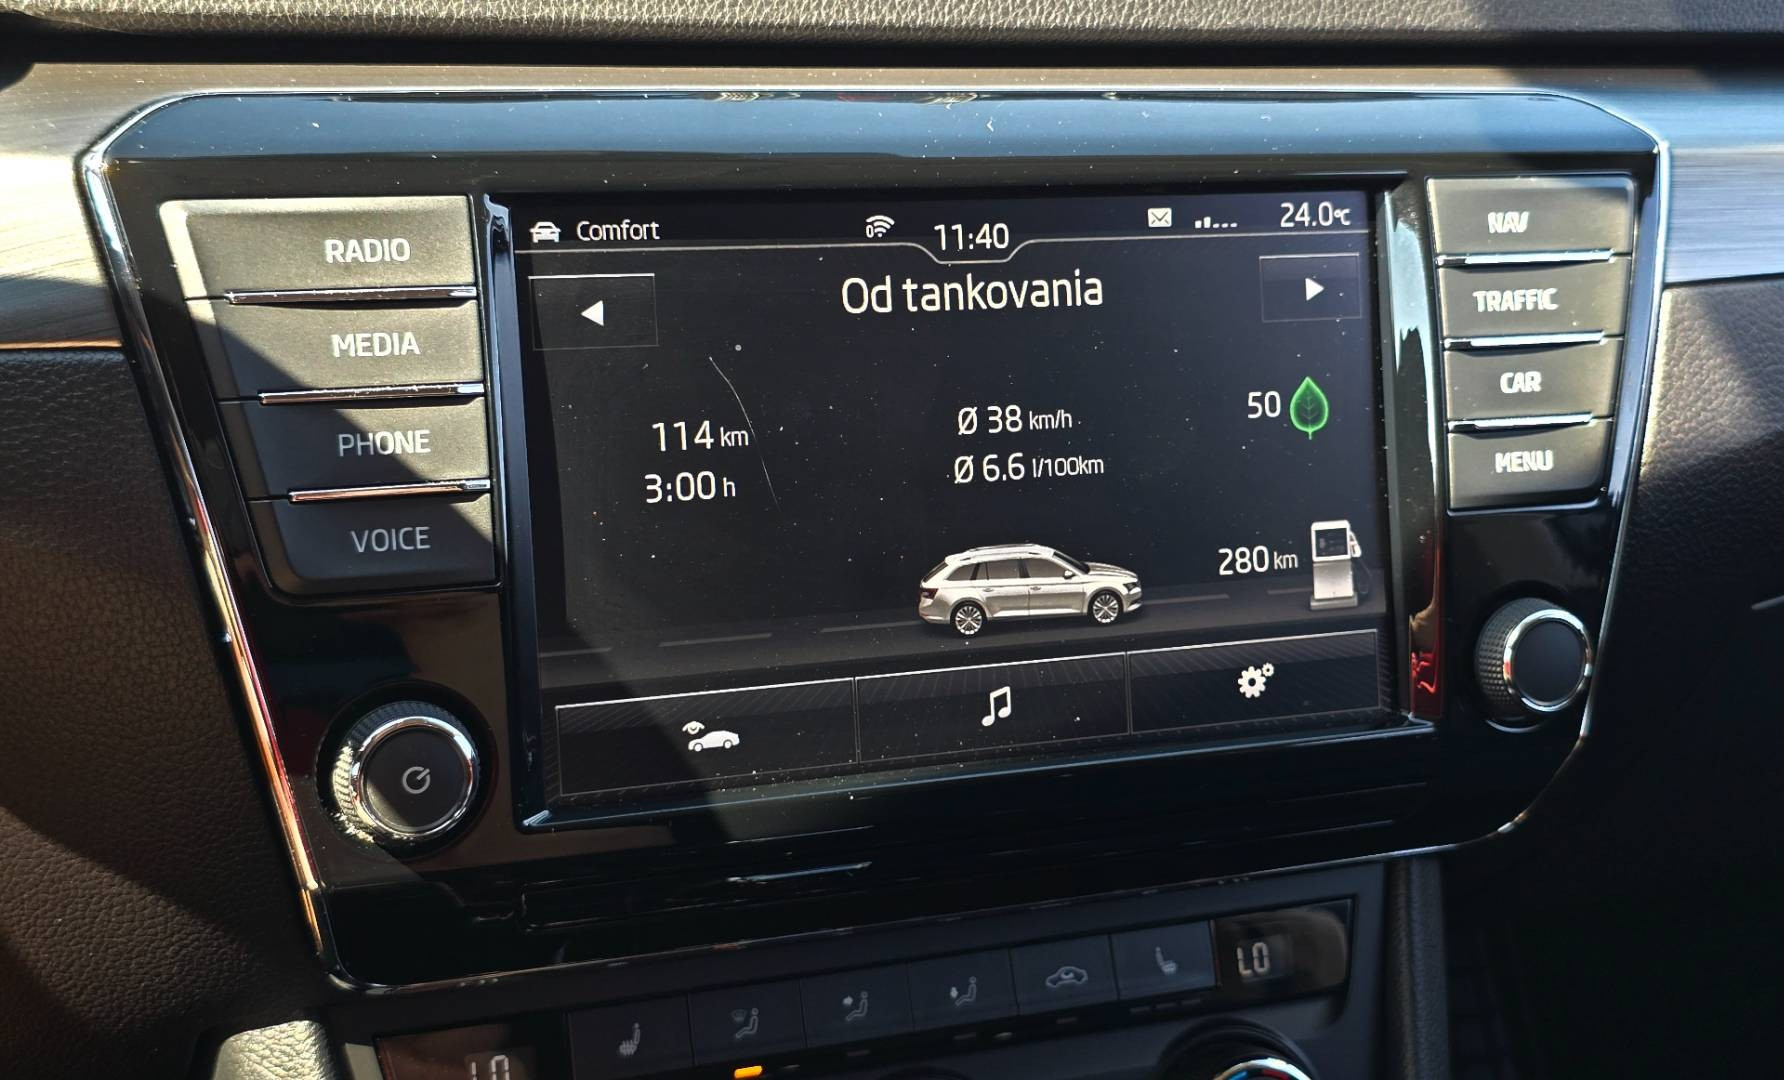 RADIO
MEDIA
PHONE
VOICE
Comfort
11:40
24.0°C
Od tankovania
114 km
3:00 h
Ø 38 km/h
Ø 6.6 l/100km
50
280 km
NAV
TRAFFIC
CAR
MENU
LO
LO